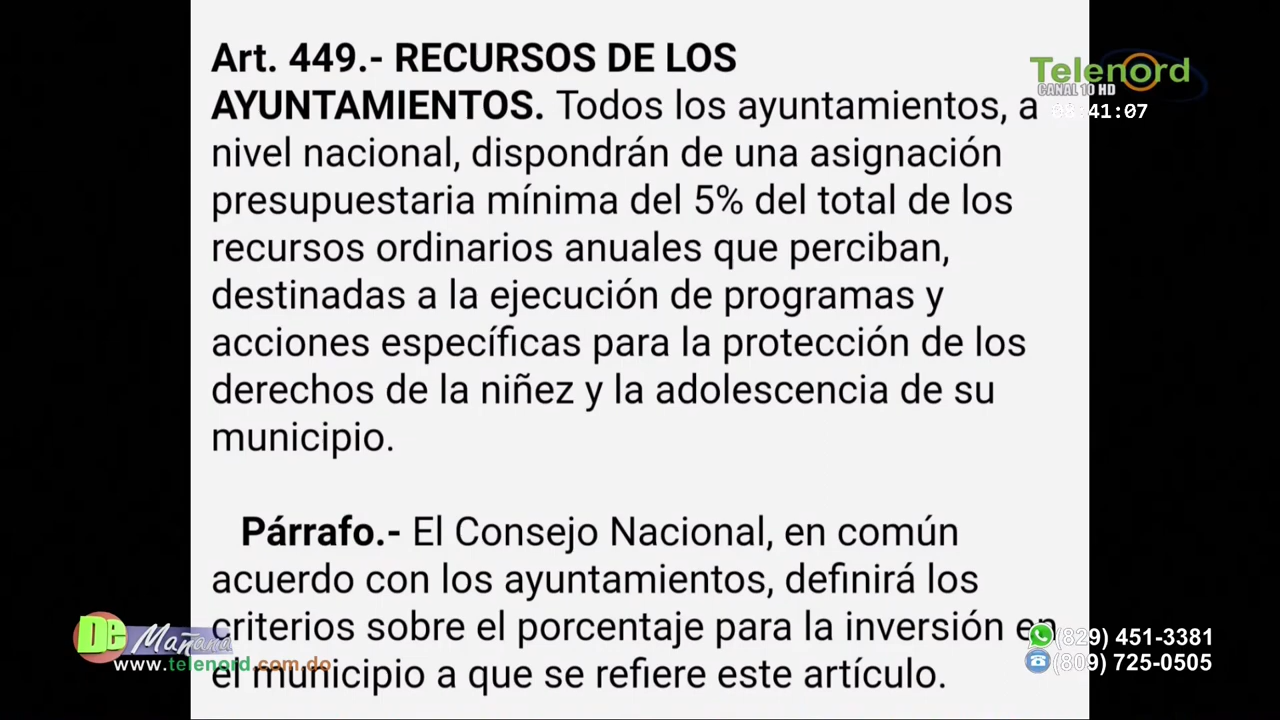 Art. 449.- RECURSOS DE LOS
AYUNTAMIENTOS. Todos los ayuntamientos, a
nivel nacional, dispondrán de una asignación
presupuestaria mínima del 5% del total de los
recursos ordinarios anuales que perciban,
destinadas a la ejecución de programas y
acciones específicas para la protección de los
derechos de la niñez y la adolescencia de su
municipio.
Párrafo.- El Consejo Nacional, en común
acuerdo con los ayuntamientos, definirá los
criterios sobre el porcentaje para la inversión en
el municipio a que se refiere este artículo.
Telenord
CANAL 10 HD
:41:07
De Mañana
www.telenord.com.do
(829) 451-3381
(809) 725-0505